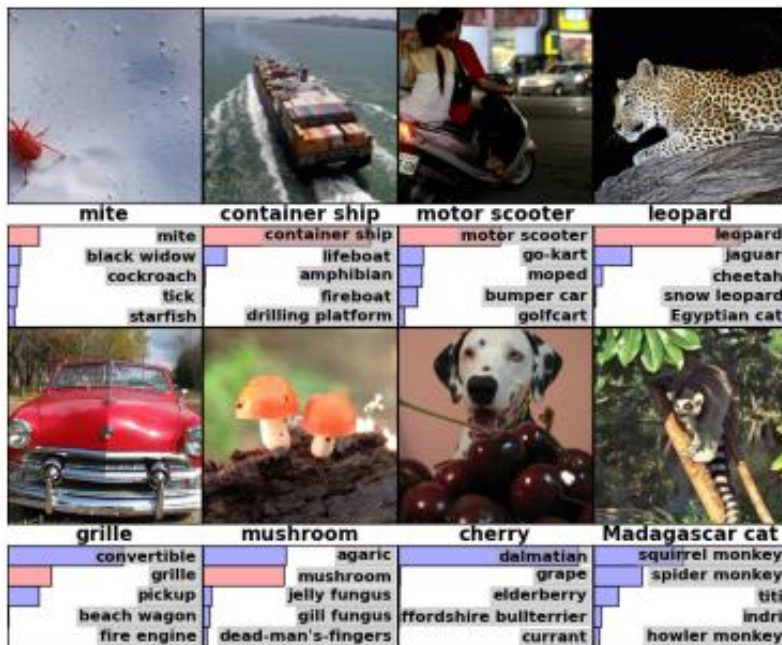 mite
container ship
motor scooter
leopard
mite
black widow
cockroach
tick
starfish
container ship
lifeboat
amphibian
fireboat
drilling platform
motor scooter
go-kart
moped
bumper car
golfcart
leopard
jaguar
cheetah
snow leopard
Egyptian cat
grille
mushroom
cherry
Madagascar cat
convertible
grille
pickup
beach wagon
fire engine
agaric
mushroom
jelly fungus
gill fungus
dead-man's-fingers
dalmatian
grape
elderberry
ffordshire bullterrier
currant
squirrel monkey
spider monkey
titi
indri
howler monkey